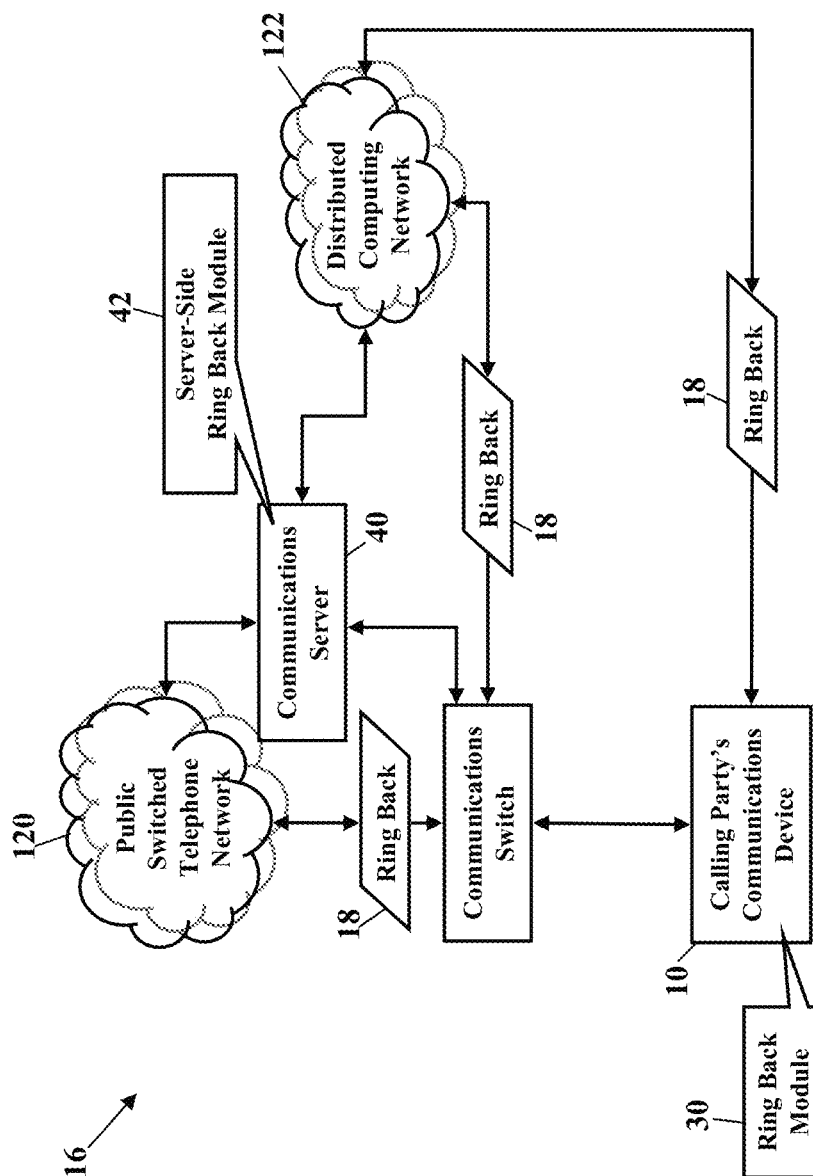 16
120
Public
Switched
Telephone
Network
42
Server-Side
Ring Back Module
122
Distributed
Computing
Network
Communications
Server
40
18
Ring Back
Ring Back
18
Communications
Switch
18
Ring Back
10
Calling Party's
Communications
Device
30
Ring Back
Module